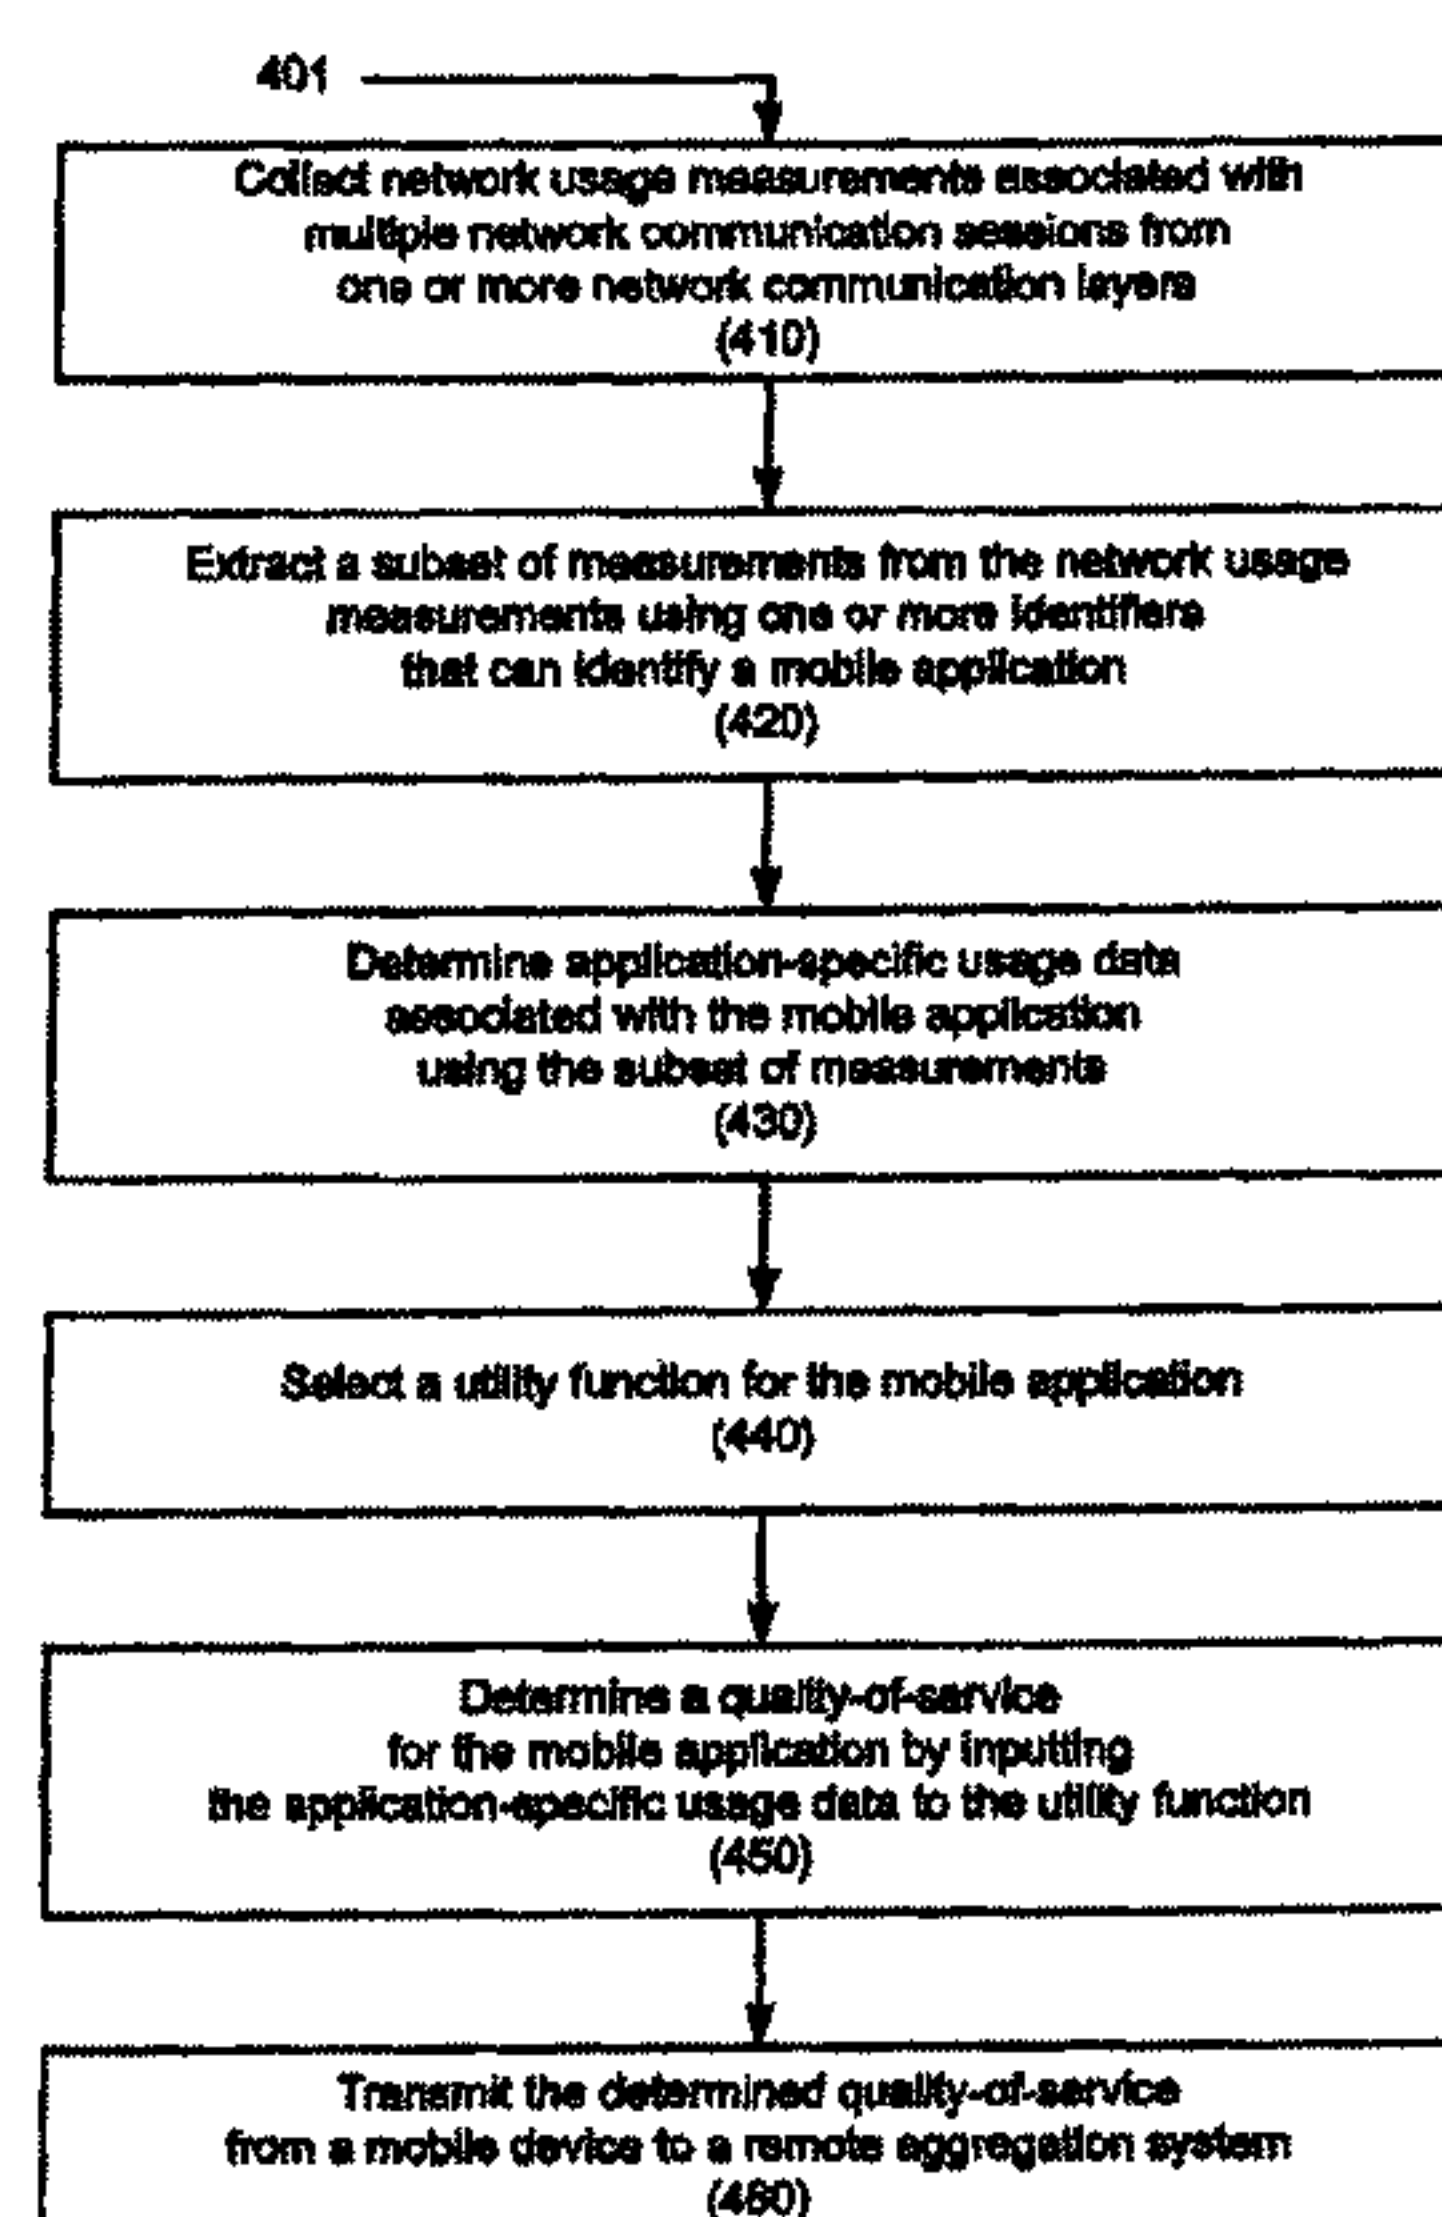 401
Collect network usage measurements associated with
multiple network communication sessions from
one or more network communication layers
(410)
Extract a subset of measurements from the network usage
measurements using one or more identifiers
that can identify a mobile application
(420)
Determine application-specific usage data
associated with the mobile application
using the subset of measurements
(430)
Select a utility function for the mobile application
(440)
Determine a quality-of-service
for the mobile application by inputting
the application-specific usage data to the utility function
(450)
Transmit the determined quality-of-service
from a mobile device to a remote aggregation system
(460)